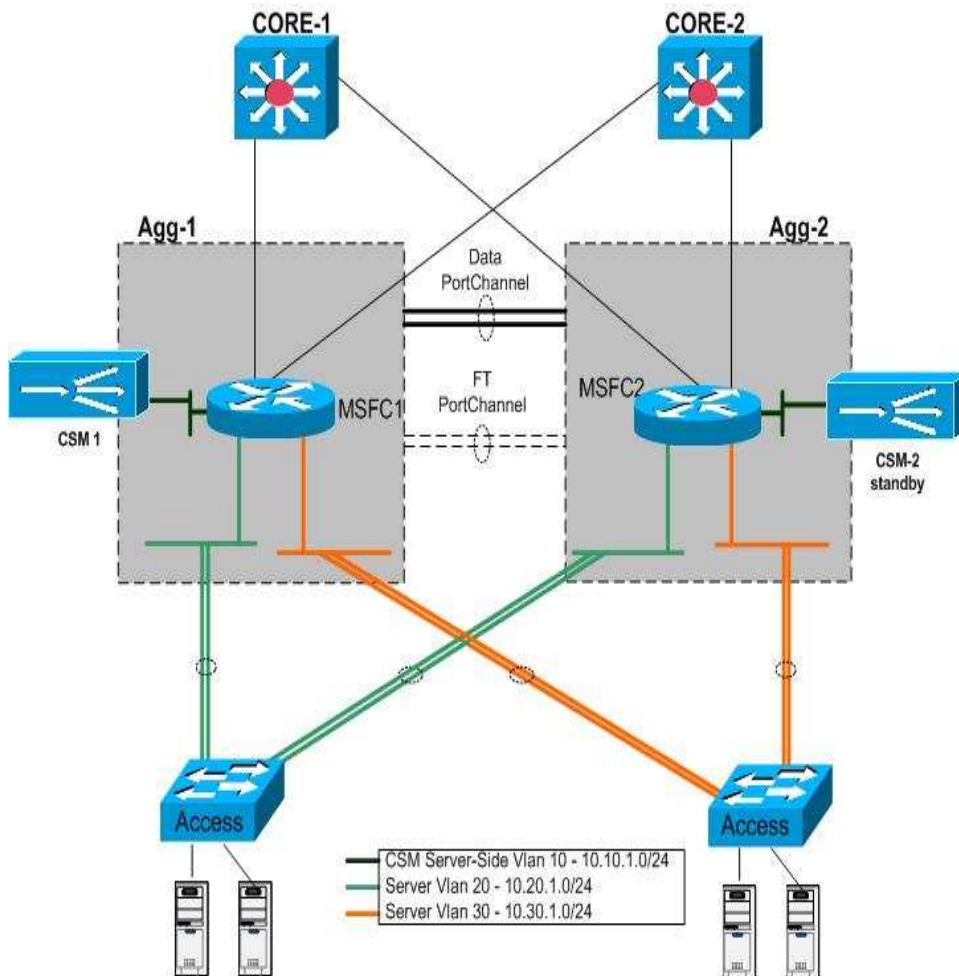 CORE-1
CORE-2
Agg-1
Agg-2
Data
PortChannel
FT
PortChannel
MSFC1
MSFC2
CSM 1
CSM-2
standby
Access
Access
CSM Server-Side Vlan 10 - 10.10.1.0/24
Server Vlan 20 - 10.20.1.0/24
Server Vlan 30 - 10.30.1.0/24